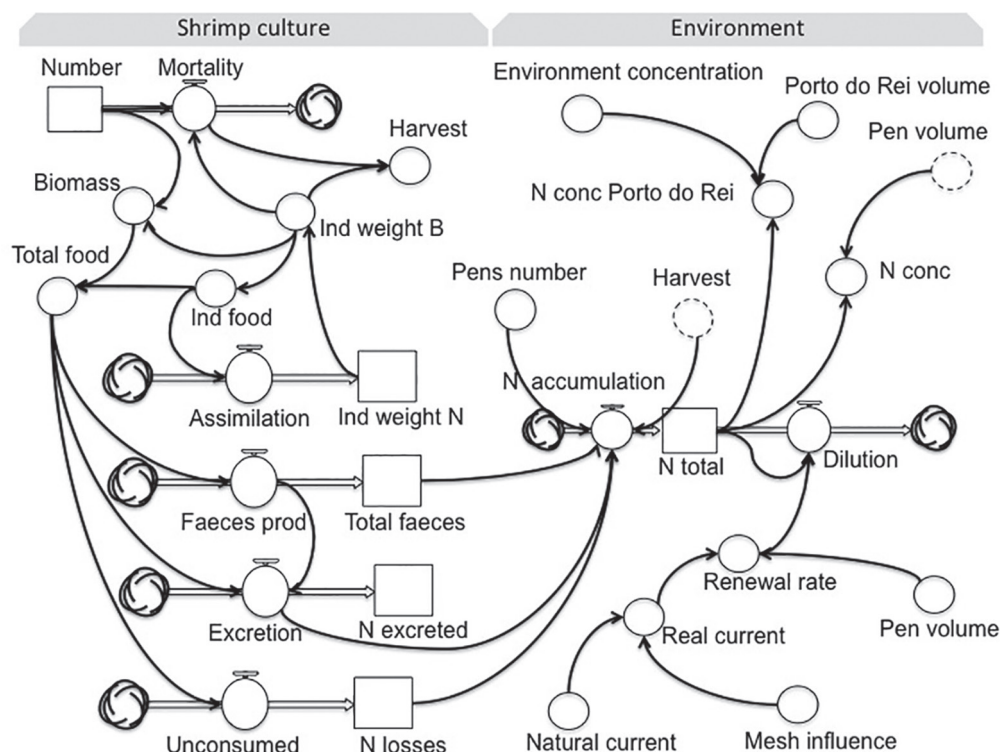 Shrimp culture
Environment
Number
Mortality
Harvest
Biomass
Ind weight B
Total food
Ind food
Assimilation
Ind weight N
Faeces prod
Total faeces
Excretion
N excreted
Unconsumed
N losses
Environment concentration
Porto do Rei volume
Pen volume
N conc Porto do Rei
N conc
Pens number
Harvest
N accumulation
N total
Dilution
Renewal rate
Pen volume
Real current
Natural current
Mesh influence